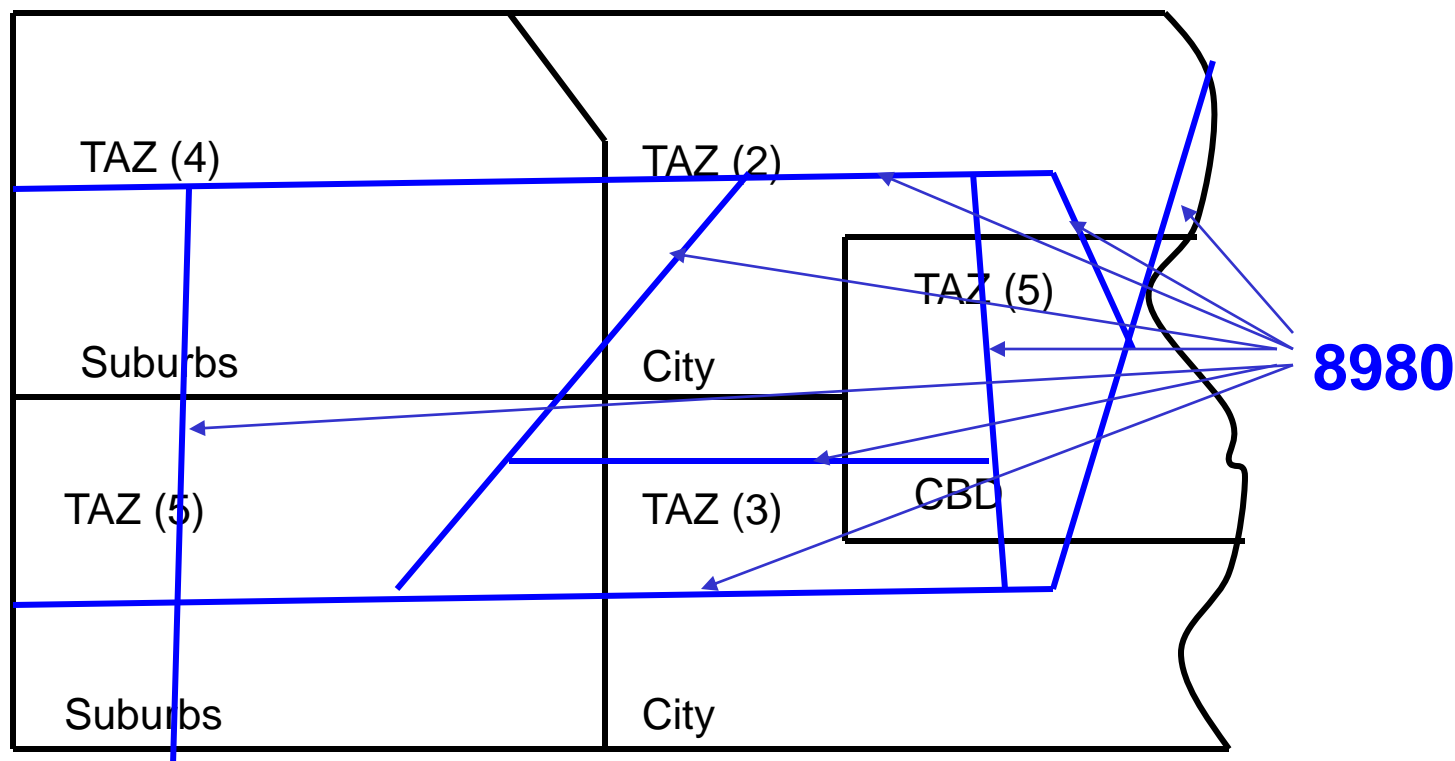 TAZ (4)
TAZ (2)
TAZ (5)
Suburbs
City
8980
TAZ (5)
TAZ (3)
CBD
Suburbs
City